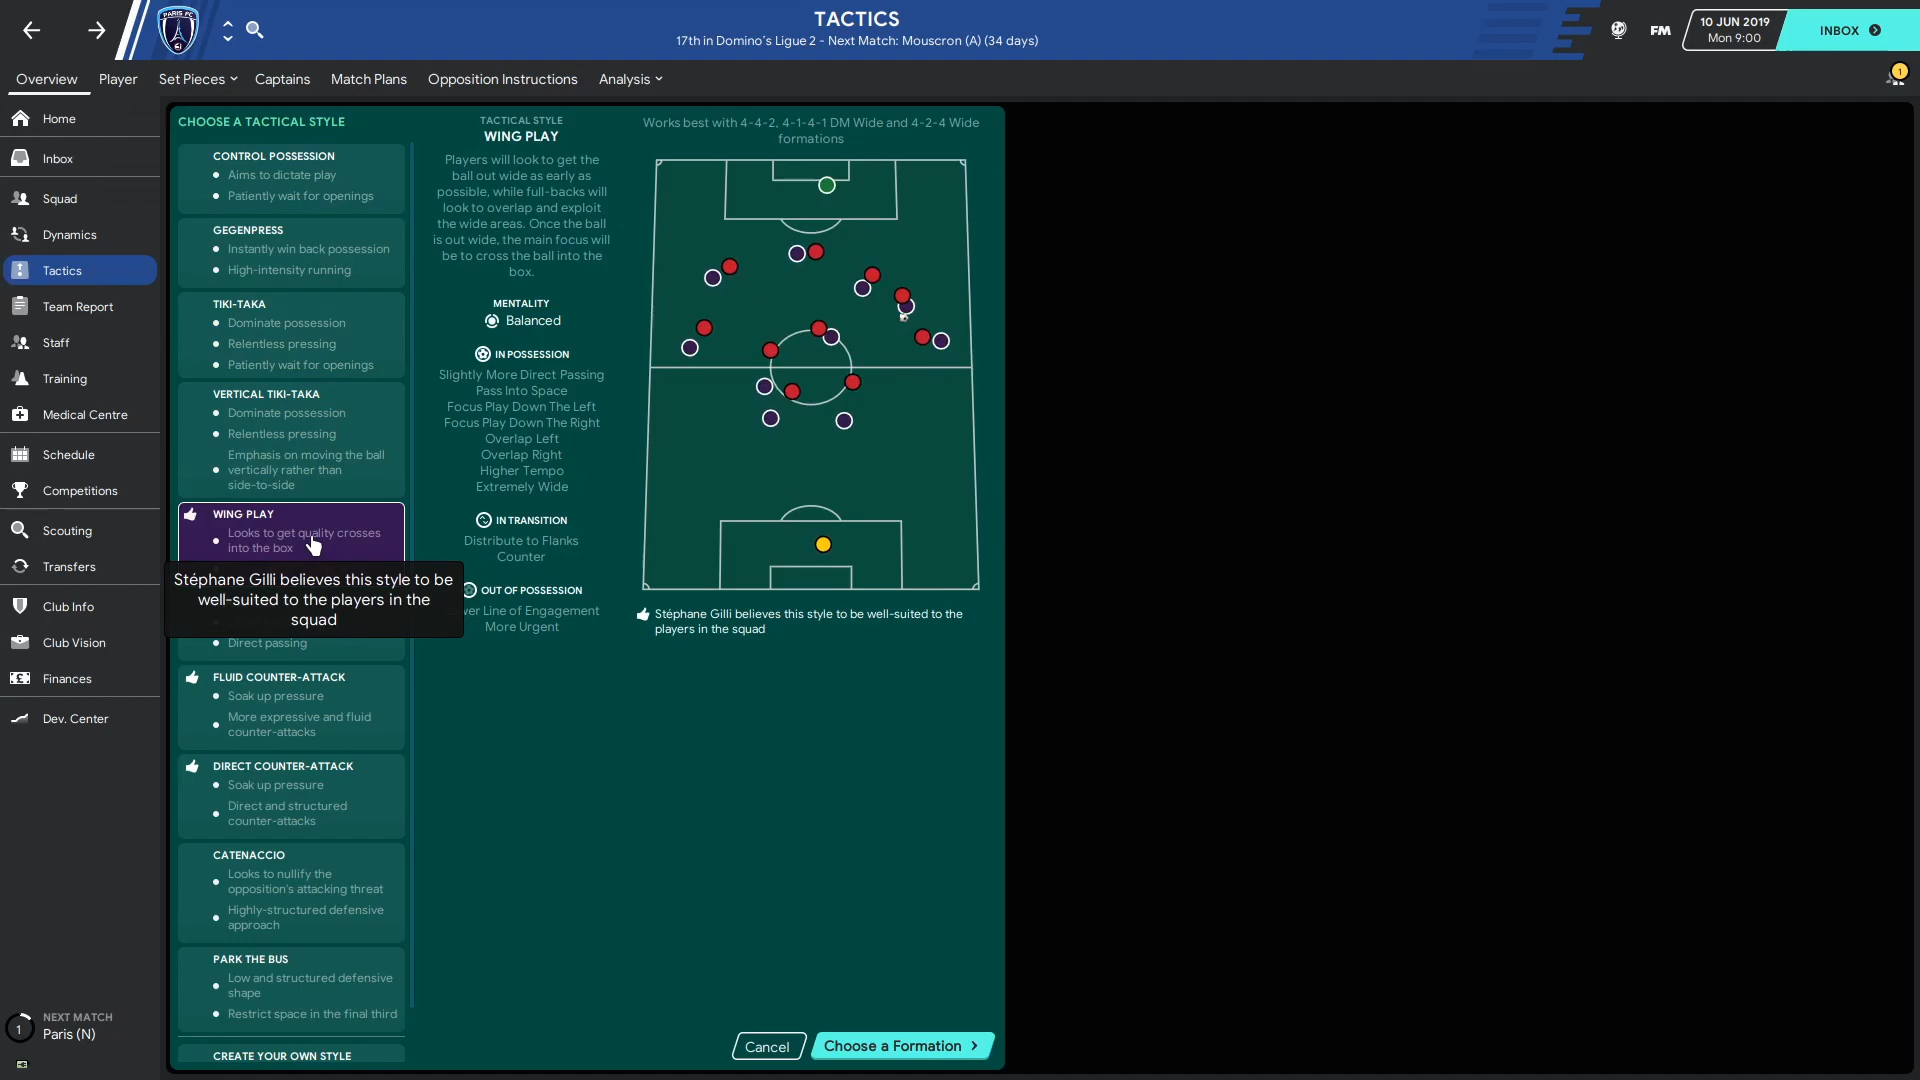 PARIS FC
TACTICS
17th in Domino's Ligue 2 - Next Match: Mouscron (A) (34 days)
FM
10 JUN 2019
Mon 9:00
INBOX
Overview
Player
Set Pieces
Captains
Match Plans
Opposition Instructions
Analysis
1
Home
Inbox
Squad
Dynamics
Tactics
Team Report
Staff
Training
Medical Centre
Schedule
Competitions
Scouting
Transfers
Club Info
Club Vision
Finances
Dev. Center
1
NEXT MATCH
Paris (N)
CHOOSE A TACTICAL STYLE
CONTROL POSSESSION
Aims to dictate play
Patiently wait for openings
GEGENPRESS
Instantly win back possession
High-intensity running
TIKI-TAKA
Dominate possession
Relentless pressing
Patiently wait for openings
VERTICAL TIKI-TAKA
Dominate possession
Relentless pressing
Emphasis on moving the ball
vertically rather than
side-to-side
WING PLAY
Looks to get quality crosses
into the box
Stéphane Gilli believes this style to be
well-suited to the players in the
squad
Direct passing
FLUID COUNTER-ATTACK
Soak up pressure
More expressive and fluid
counter-attacks
DIRECT COUNTER-ATTACK
Soak up pressure
Direct and structured
counter-attacks
CATENACCIO
Looks to nullify the
opposition's attacking threat
Highly-structured defensive
approach
PARK THE BUS
Low and structured defensive
shape
Restrict space in the final third
CREATE YOUR OWN STYLE
TACTICAL STYLE
WING PLAY
Players will look to get the
ball out wide as early as
possible, while full-backs will
look to overlap and exploit
the wide areas. Once the ball
is out wide, the main focus will
be to cross the ball into the
box.
MENTALITY
Balanced
IN POSSESSION
Slightly More Direct Passing
Pass Into Space
Focus Play Down The Left
Focus Play Down The Right
Overlap Left
Overlap Right
Higher Tempo
Extremely Wide
IN TRANSITION
Distribute to Flanks
Counter
OUT OF POSSESSION
wer Line of Engagement
More Urgent
Works best with 4-4-2, 4-1-4-1 DM Wide and 4-2-4 Wide
formations
Stéphane Gilli believes this style to be well-suited to the
players in the squad
Cancel
Choose a Formation